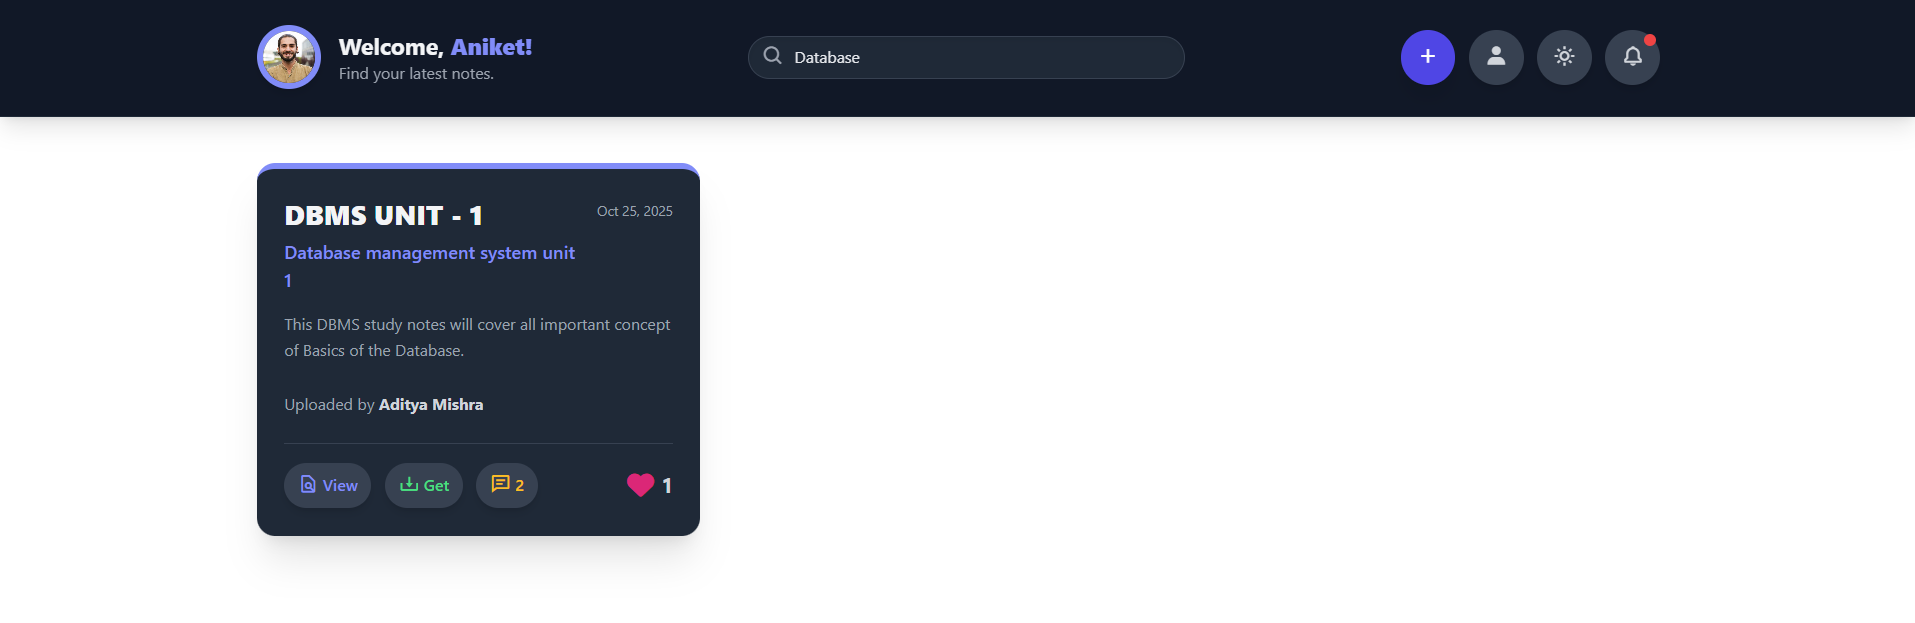 Welcome, Aniket!
Find your latest notes.
Database
DBMS UNIT - 1
Oct 25, 2025
Database management system unit
1
This DBMS study notes will cover all important concept
of Basics of the Database.
Uploaded by Aditya Mishra
View
Get
2
1